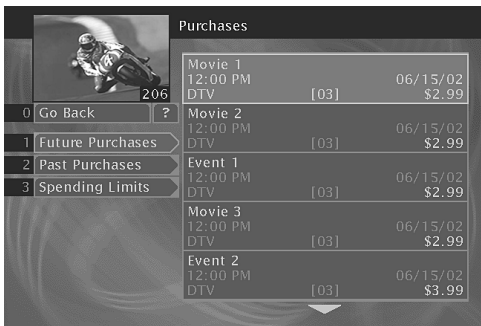 Purchases
206
0 Go Back ?
1 Future Purchases
2 Past Purchases
3 Spending Limits
Movie 1
12:00 PM 06/15/02
DTV [03] $2.99
Movie 2
12:00 PM 06/15/02
DTV [03] $2.99
Event 1
12:00 PM 06/15/02
DTV [03] $2.99
Movie 3
12:00 PM 06/15/02
DTV [03] $2.99
Event 2
12:00 PM 06/15/02
DTV [03] $3.99